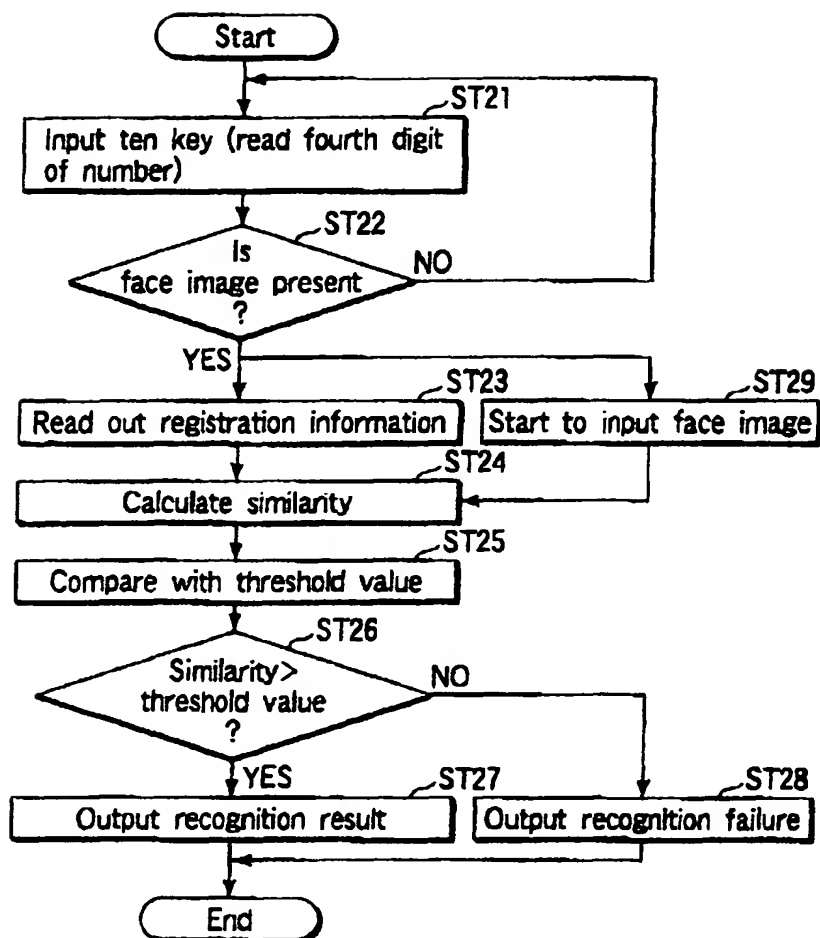 Start
ST21
Input ten key (read fourth digit
of number)
ST22
Is
face image present
?
NO
YES
ST23
Read out registration information
ST29
Start to input face image
ST24
Calculate similarity
ST25
Compare with threshold value
ST26
Similarity>
threshold value
?
NO
YES
ST27
Output recognition result
ST28
Output recognition failure
End